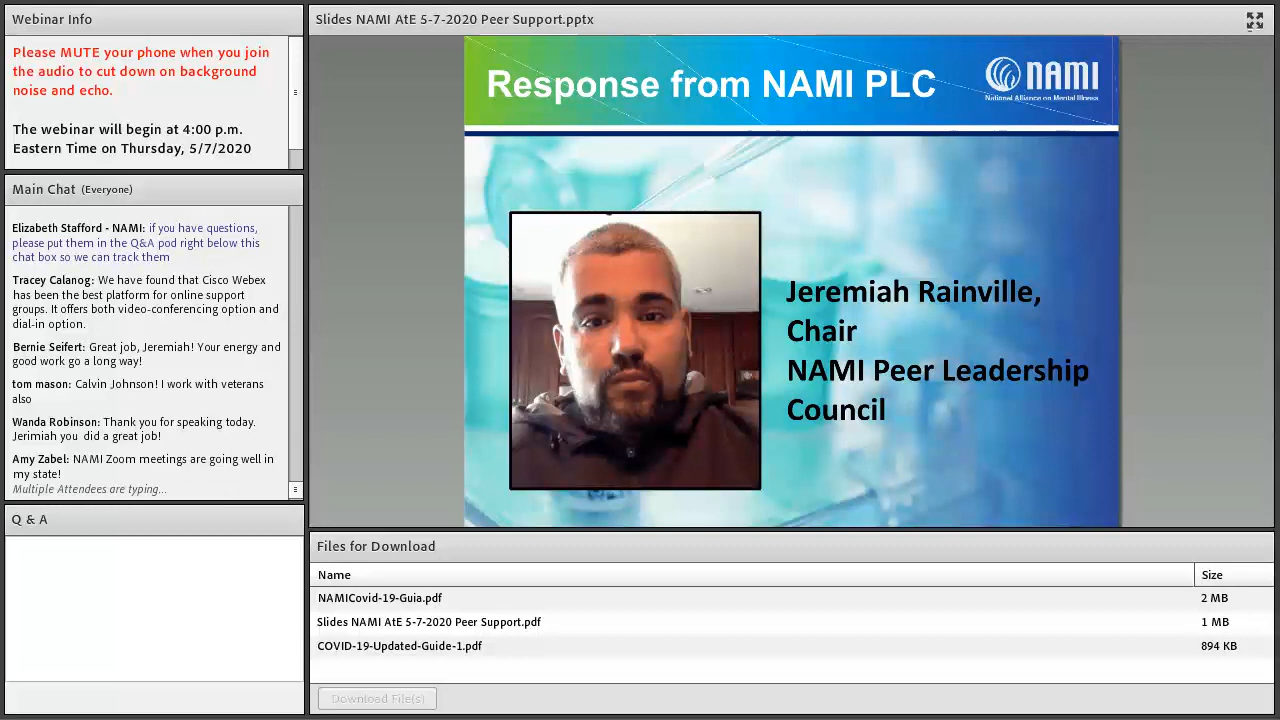 Webinar Info
Please MUTE your phone when you join
the audio to cut down on background
noise and echo.
The webinar will begin at 4:00 p.m.
Eastern Time on Thursday, 5/7/2020
Main Chat (Everyone)
Elizabeth Stafford - NAMI: if you have questions,
please put them in the Q&A pod right below this
chat box so we can track them
Tracey Calanog: We have found that Cisco Webex
has been the best platform for online support
groups. It offers both video-conferencing option and
dial-in option.
Bernie Seifert: Great job, Jeremiah! Your energy and
good work go a long way!
tom mason: Calvin Johnson! I work with veterans
also
Wanda Robinson: Thank you for speaking today.
Jerimiah you did a great job!
Amy Zabel: NAMI Zoom meetings are going well in
my state!
Multiple Attendees are typing...
Q & A
Slides NAMI AtE 5-7-2020 Peer Support.pptx
Response from NAMI PLC
NAMI
National Alliance on Mental Illness
Jeremiah Rainville,
Chair
NAMI Peer Leadership
Council
Files for Download
Name Size
NAMICovid-19-Guia.pdf 2 MB
Slides NAMI AtE 5-7-2020 Peer Support.pdf 1 MB
COVID-19-Updated-Guide-1.pdf 894 KB
Download File(s)